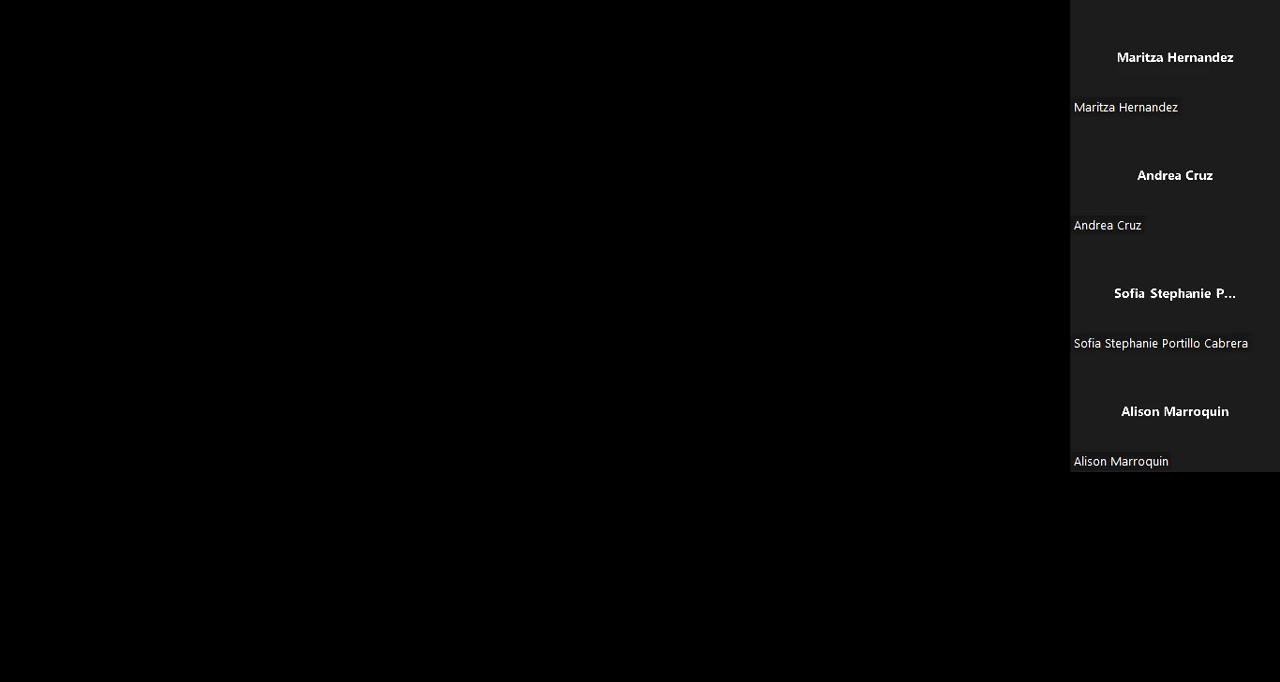 Maritza Hernandez
Maritza Hernandez
Andrea Cruz
Andrea Cruz
Sofia Stephanie P...
Sofia Stephanie Portillo Cabrera
Alison Marroquin
Alison Marroquin